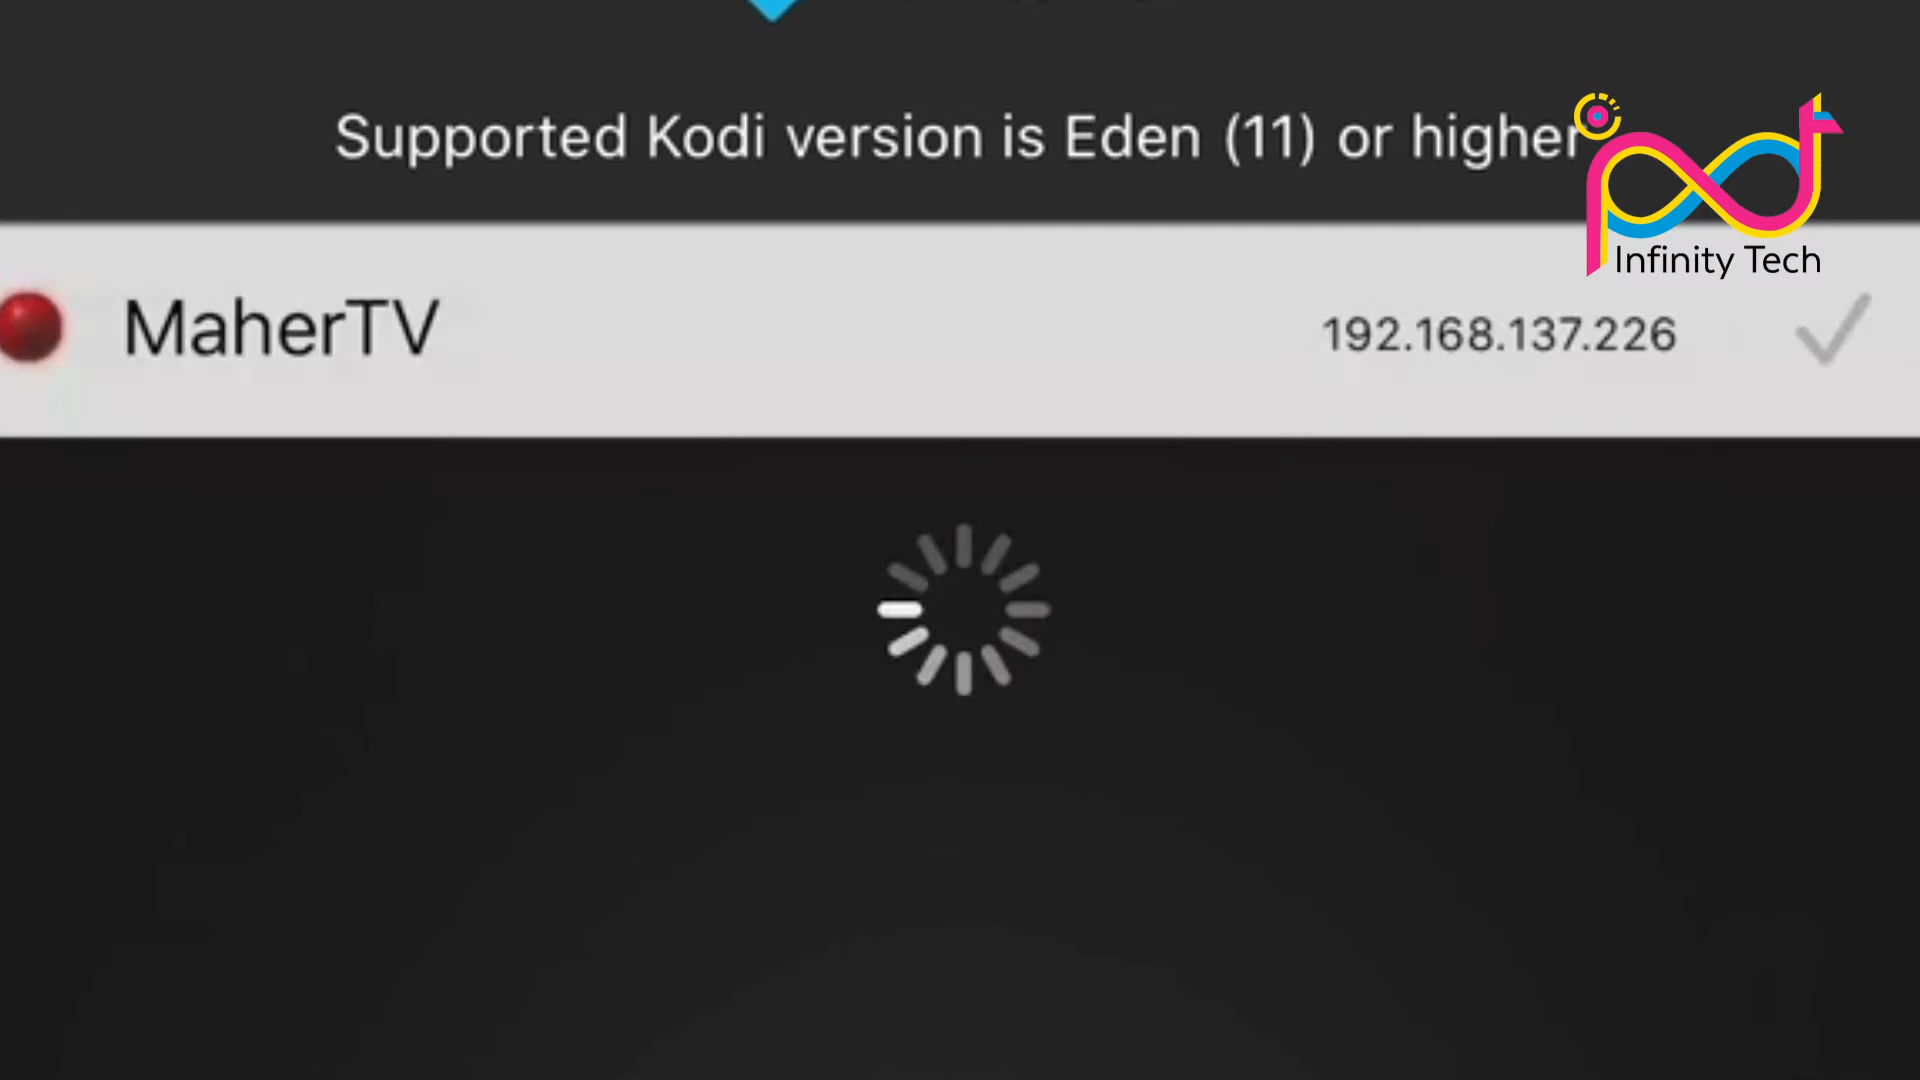 Supported Kodi version is Eden (11) or higher
Infinity Tech
MaherTV 192.168.137.226